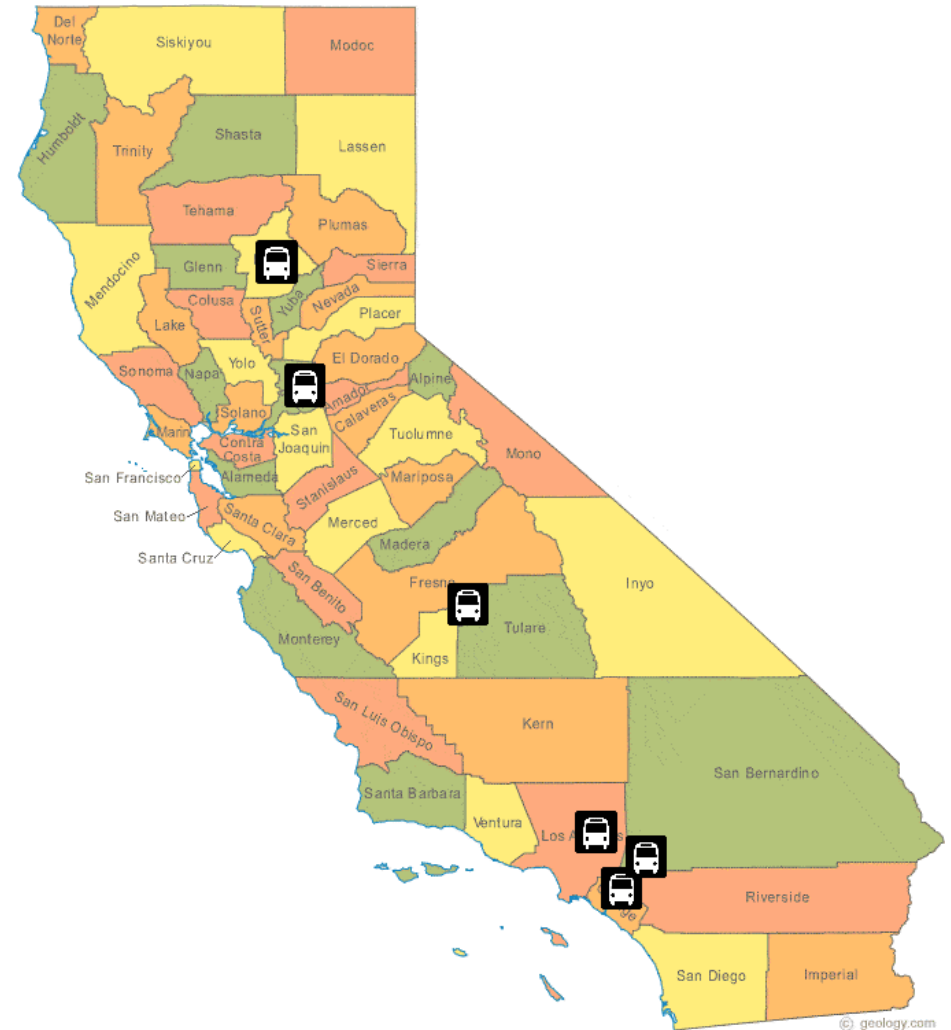 Del
Norte
Siskiyou
Modoc
Humboldt
Trinity
Shasta
Lassen
Tehama
Plumas
Mendocino
Glenn
Sierra
Colusa
Yuba
Nevada
Lake
Sutter
Placer
Sonoma
Napa
Yolo
El Dorado
Alpine
Amador
Solano
Calaveras
Marin
San
Joaquin
Tuolumne
Contra
Costa
Mono
San Francisco
Alameda
Stanislaus
Mariposa
San Mateo
Santa Clara
Merced
Santa Cruz
Madera
San Benito
Fresno
Inyo
Monterey
Tulare
Kings
San Luis Obispo
Kern
San Bernardino
Santa Barbara
Ventura
Los A s
Riverside
San Diego
Imperial
© geology.com